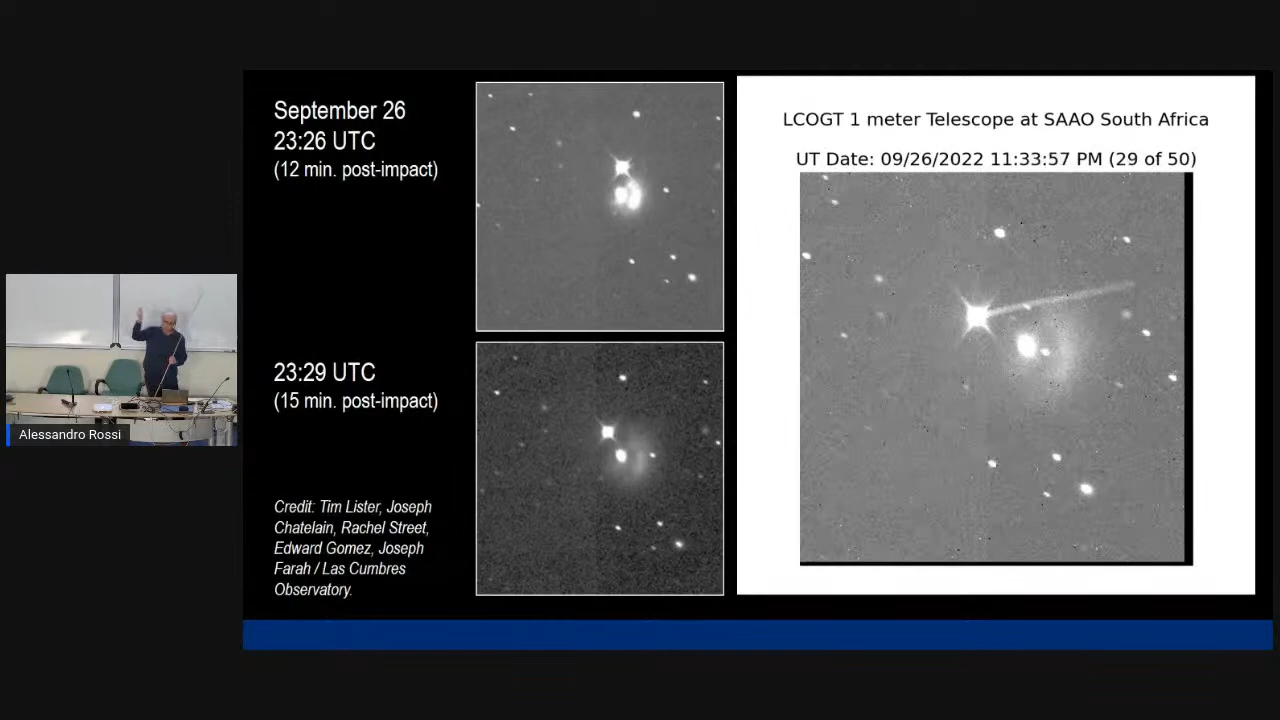 September 26
23:26 UTC
(12 min. post-impact)
23:29 UTC
(15 min. post-impact)
Credit: Tim Lister, Joseph
Chatelain, Rachel Street,
Edward Gomez, Joseph
Farah / Las Cumbres
Observatory.
LCOGT 1 meter Telescope at SAAO South Africa
UT Date: 09/26/2022 11:33:57 PM (29 of 50)
Alessandro Rossi